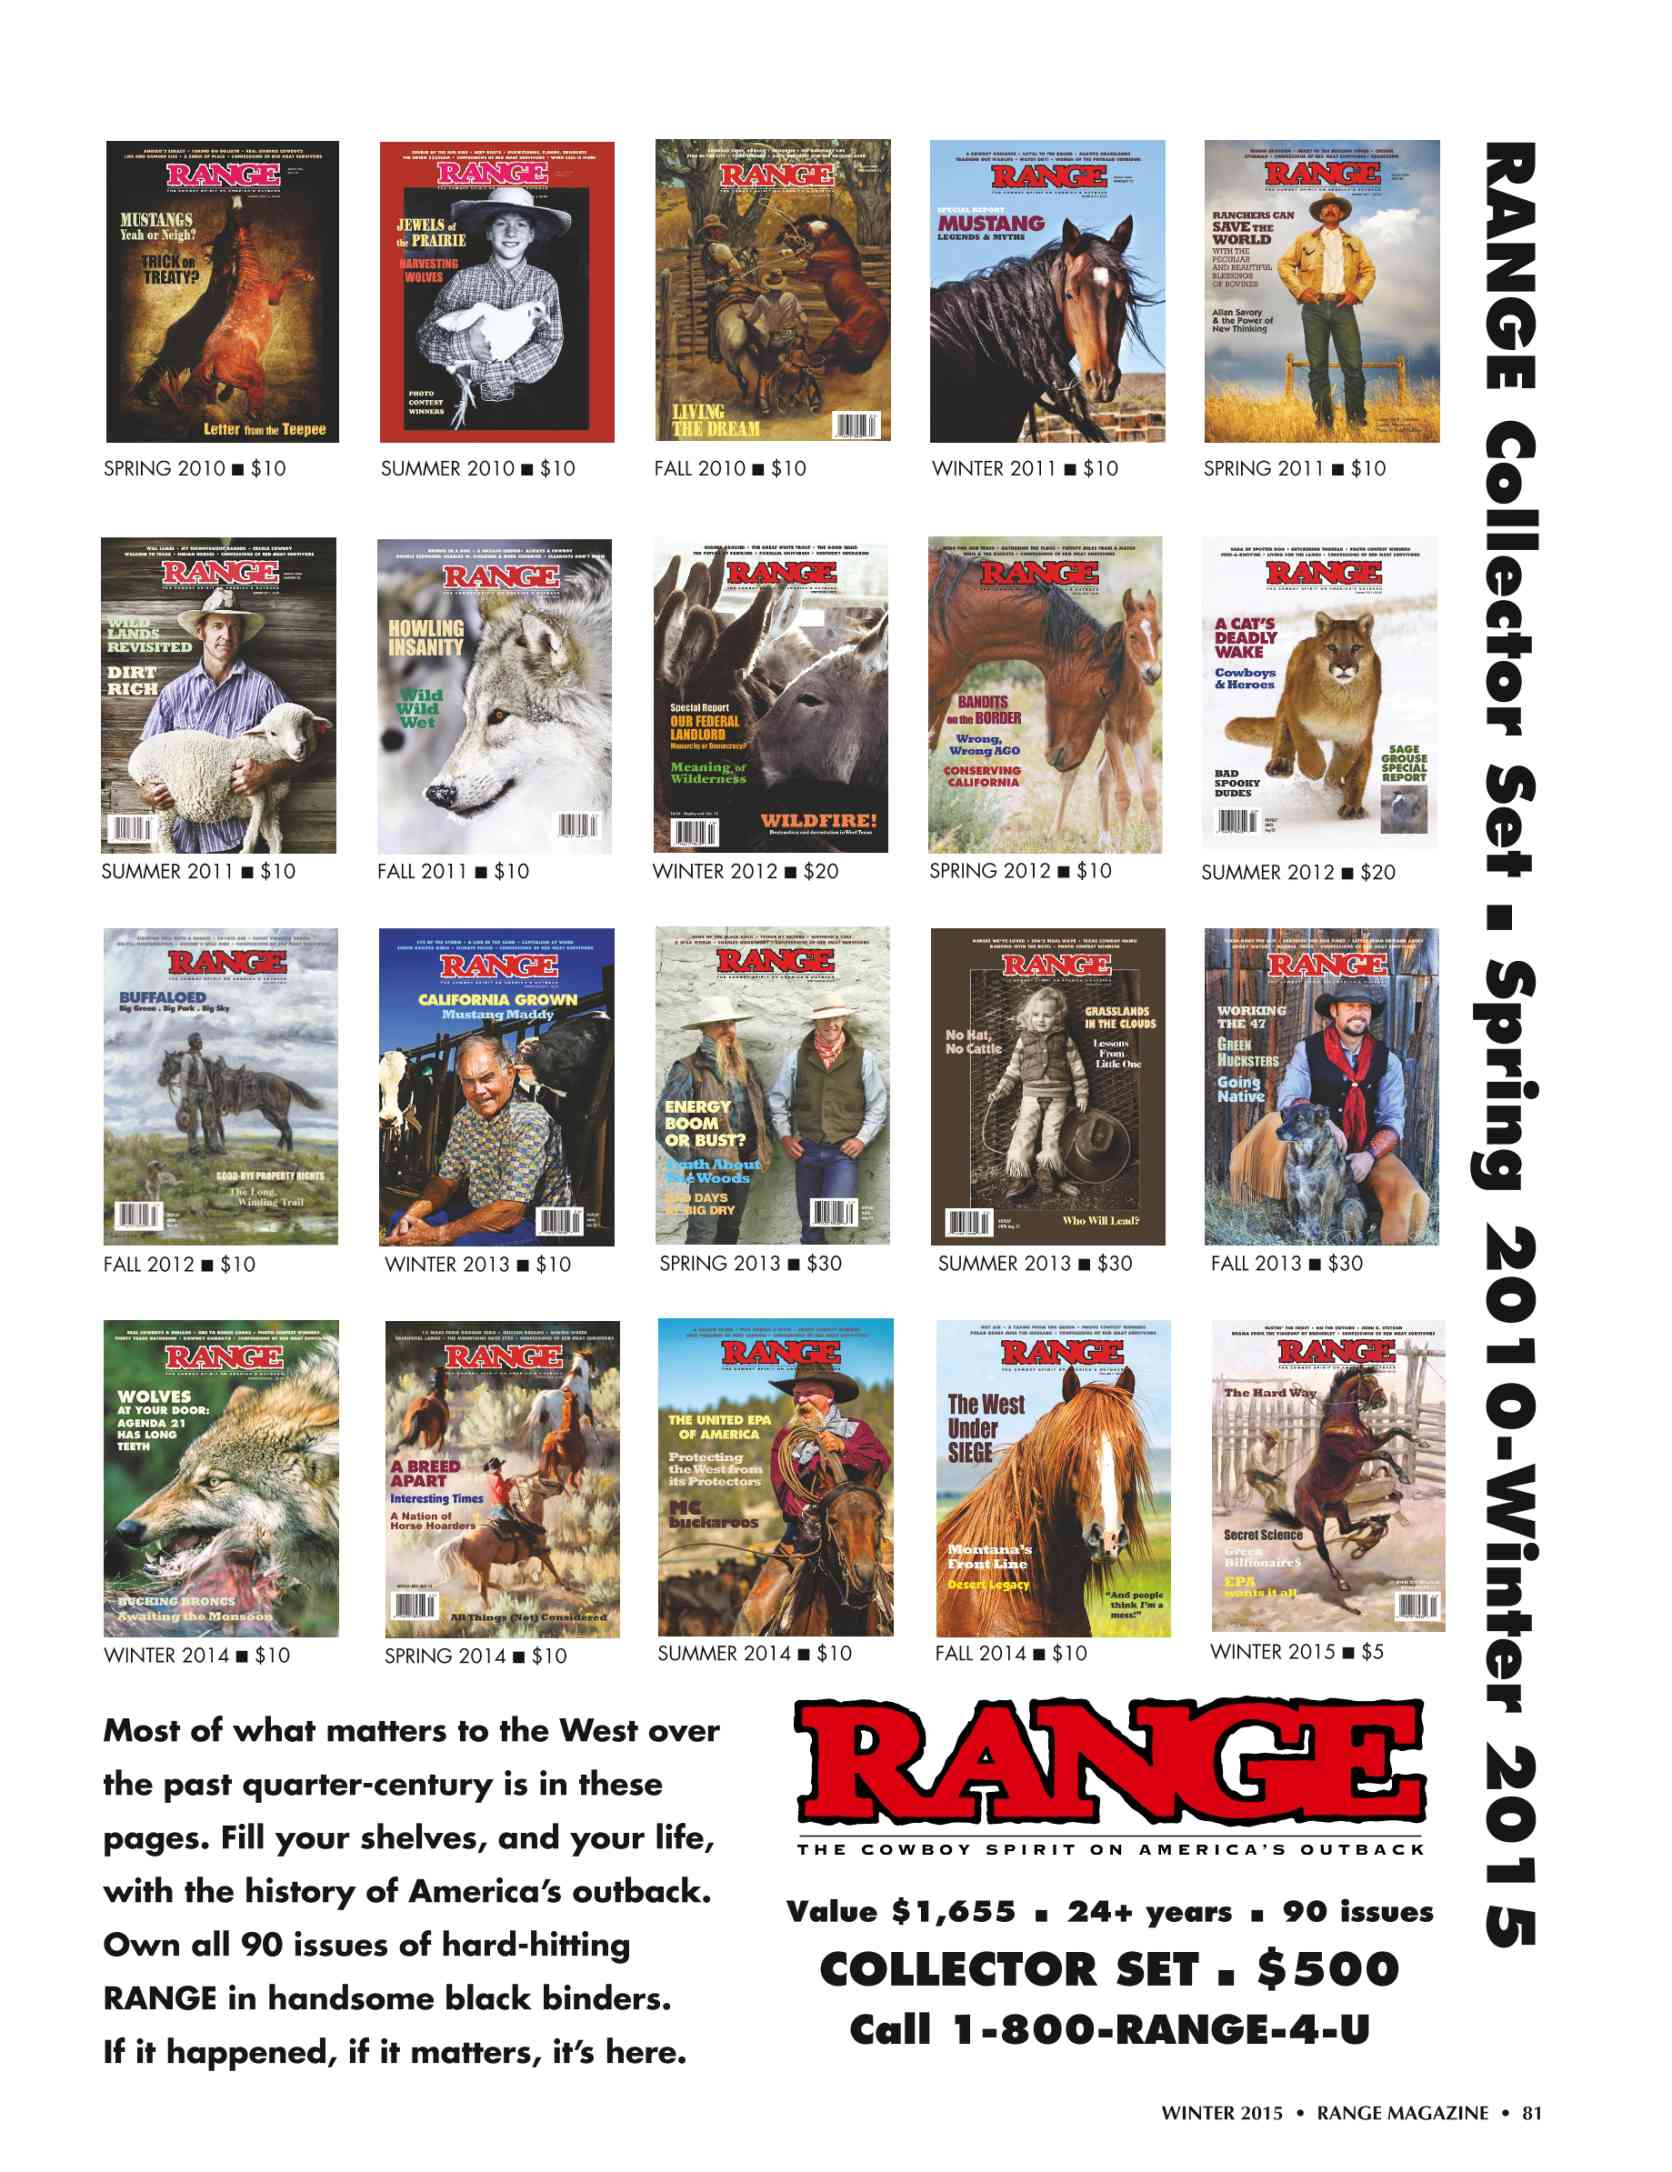 RANGE
MUSTANGS
Yeah or Neigh?
TRICK OR
TREATY?
Letter from the Teepee
SPRING 2010 ■ $10
RANGE
JEWELS of
the PRAIRIE
HARVESTING
WOLVES
PHOTO
CONTEST
WINNERS
SUMMER 2010 ■ $10
RANGE
LIVING
THE DREAM
FALL 2010 ■ $10
RANGE
SPECIAL REPORT
MUSTANG
LEGENDS & MYTHS
WINTER 2011 ■ $10
RANGE
RANCHERS CAN
SAVE THE
WORLD
WITH THE
PECULIAR
AND BEAUTIFUL
BLESSINGS
OF BOVINES
Allan Savory
& the Power of
New Thinking
SPRING 2011 ■ $10
RANGE
WILD
LANDS
REVISITED
DIRT
RICH
SUMMER 2011 ■ $10
RANGE
HOWLING
INSANITY
Wild
Wild
Wet
FALL 2011 ■ $10
RANGE
Special Report
OUR FEDERAL
LANDLORD
Monarchy or Democracy?
Meaning of
Wilderness
WILDFIRE!
Destruction and devastation in West Texas
WINTER 2012 ■ $20
RANGE
BANDITS
on the BORDER
Wrong,
Wrong AGO
CONSERVING
CALIFORNIA
SPRING 2012 ■ $10
RANGE
A CAT'S
DEADLY
WAKE
Cowboys
& Heroes
BAD
SPOOKY
DUDES
SAGE
GROUSE
SPECIAL
REPORT
SUMMER 2012 ■ $20
RANGE
BUFFALOED
Big Green . Big Park . Big Sky
GOOD-BYE PROPERTY RIGHTS
The Long,
Winding Trail
FALL 2012 ■ $10
RANGE
CALIFORNIA GROWN
Mustang Maddy
WINTER 2013 ■ $10
RANGE
ENERGY
BOOM
OR BUST?
Truth About
The Woods
DAYS
BIG DRY
SPRING 2013 ■ $30
RANGE
No Hat,
No Cattle
GRASSLANDS
IN THE CLOUDS
Lessons
From
Little One
Who Will Lead?
SUMMER 2013 ■ $30
RANGE
WORKING
THE 47
GREEN
HUCKSTERS
Going
Native
FALL 2013 ■ $30
RANGE
WOLVES
AT YOUR DOOR:
AGENDA 21
HAS LONG
TEETH
BUCKING BRONCS
Awaiting the Monsoon
WINTER 2014 ■ $10
RANGE
A BREED
APART
Interesting Times
A Nation of
Horse Hoarders
All Things (Not) Considered
SPRING 2014 ■ $10
RANGE
THE UNITED EPA
OF AMERICA
Protecting
the West from
its Protectors
MC
buckaroos
SUMMER 2014 ■ $10
RANGE
The West
Under
SIEGE
Montana's
Front Line
Desert Legacy
"And people
think I'm a
mess!"
FALL 2014 ■ $10
RANGE
The Hard Way
Secret Science
Green
Billionaires
EPA
wants it all
WINTER 2015 ■ $5
RANGE Collector Set ■ Spring 2010-Winter 2015
Most of what matters to the West over
the past quarter-century is in these
pages. Fill your shelves, and your life,
with the history of America's outback.
Own all 90 issues of hard-hitting
RANGE in handsome black binders.
If it happened, if it matters, it's here.
RANGE
THE COWBOY SPIRIT ON AMERICA'S OUTBACK
Value $1,655 ■ 24+ years ■ 90 issues
COLLECTOR SET ■ $500
Call 1-800-RANGE-4-U
WINTER 2015 • RANGE MAGAZINE • 81